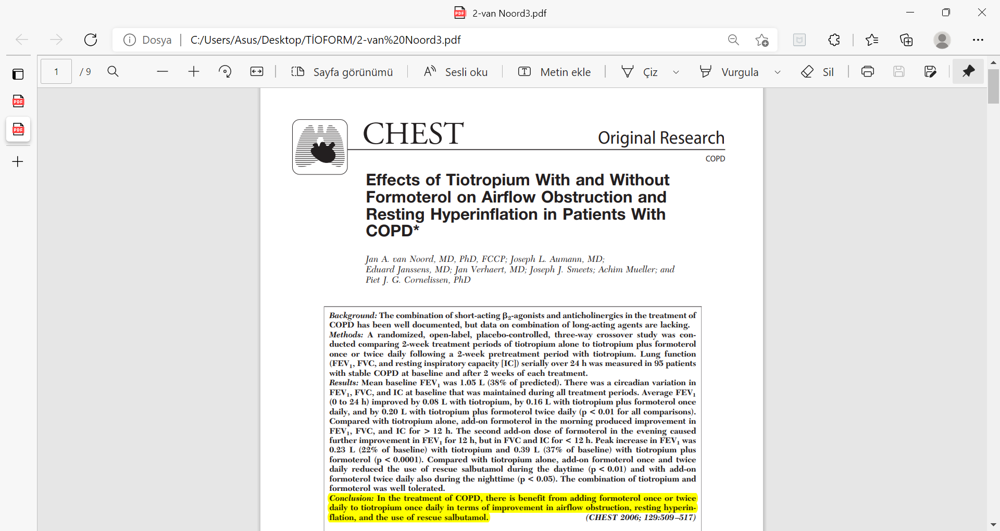 2-van Noord3.pdf
Dosya
C:/Users/Asus/Desktop/TİOFORM/2-van%20Noord3.pdf
1 / 9
Sayfa görünümü
Sesli oku
Metin ekle
Çiz
Vurgula
Sil
PDF
PDF
CHEST
Original Research
COPD
Effects of Tiotropium With and Without
Formoterol on Airflow Obstruction and
Resting Hyperinflation in Patients With
COPD*
Jan A. van Noord, MD, PhD, FCCP; Joseph L. Aumann, MD;
Eduard Janssens, MD; Jan Verhaert, MD; Joseph J. Smeets; Achim Mueller; and
Piet J. G. Cornelissen, PhD
Background: The combination of short-acting β₂-agonists and anticholinergics in the treatment of
COPD has been well documented, but data on combination of long-acting agents are lacking.
Methods: A randomized, open-label, placebo-controlled, three-way crossover study was con-
ducted comparing 2-week treatment periods of tiotropium alone to tiotropium plus formoterol
once or twice daily following a 2-week pretreatment period with tiotropium. Lung function
(FEV₁, FVC, and resting inspiratory capacity [IC]) serially over 24 h was measured in 95 patients
with stable COPD at baseline and after 2 weeks of each treatment.
Results: Mean baseline FEV₁ was 1.05 L (38% of predicted). There was a circadian variation in
FEV₁, FVC, and IC at baseline that was maintained during all treatment periods. Average FEV₁
(0 to 24 h) improved by 0.08 L with tiotropium, by 0.16 L with tiotropium plus formoterol once
daily, and by 0.20 L with tiotropium plus formoterol twice daily (p < 0.01 for all comparisons).
Compared with tiotropium alone, add-on formoterol in the morning produced improvement in
FEV₁, FVC, and IC for > 12 h. The second add-on dose of formoterol in the evening caused
further improvement in FEV₁ for 12 h, but in FVC and IC for < 12 h. Peak increase in FEV₁ was
0.23 L (22% of baseline) with tiotropium and 0.39 L (37% of baseline) with tiotropium plus
formoterol (p < 0.0001). Compared with tiotropium alone, add-on formoterol once and twice
daily reduced the use of rescue salbutamol during the daytime (p < 0.01) and with add-on
formoterol twice daily also during the nighttime (p < 0.05). The combination of tiotropium and
formoterol was well tolerated.
Conclusion: In the treatment of COPD, there is benefit from adding formoterol once or twice
daily to tiotropium once daily in terms of improvement in airflow obstruction, resting hyperin-
flation, and the use of rescue salbutamol. (CHEST 2006; 129:509–517)